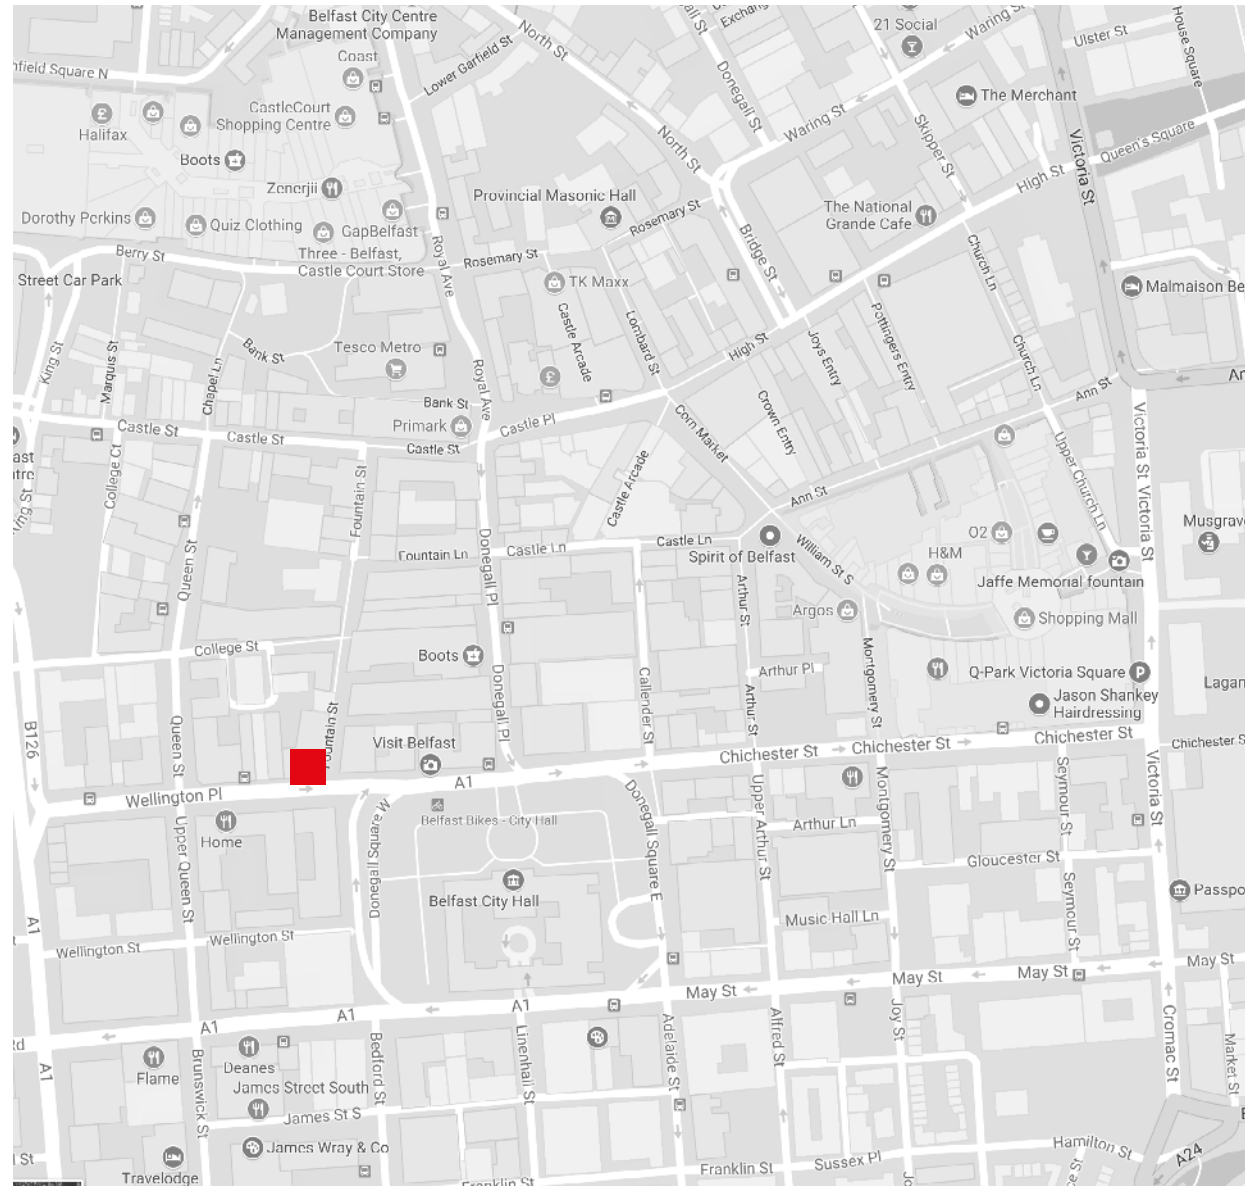 Belfast City Centre
Management Company
21 Social
Waring St
Ulster St
House Square
Coast
North St
Lower Garfield St
Donegall St
The Merchant
CastleCourt
Shopping Centre
Halifax
Waring St
Skipper St
Queen's Square
Victoria St
Boots
North St
High St
Zenerjii
Provincial Masonic Hall
Rosemary St
The National
Grande Cafe
Dorothy Perkins
Quiz Clothing
GapBelfast
Bridge St
Church Ln
Berry St
Three - Belfast,
Castle Court Store
Royal Ave
Rosemary St
Street Car Park
TK Maxx
Malmaison Be
Castle Arcade
Lombard St
High St
Joys Entry
Pottingers Entry
Church Ln
King St
Marquis St
Chapel Ln
Bank St
Tesco Metro
Royal Ave
Ann St
Bank St
Primark
Castle Pl
Corn Market
Crown Entry
Castle St
Castle St
Castle St
College Ct
Fountain St
Castle Arcade
Ann St
Upper Church Ln
Victoria St
Victoria St
King St
Queen St
Fountain Ln
Donegall Pl
Castle Ln
Castle Ln
Spirit of Belfast
William St S
O2
H&M
Musgrave
Jaffe Memorial fountain
Arthur St
Argos
Shopping Mall
College St
Boots
Donegall Pl
Callender St
Arthur Pl
Arthur St
Montgomery St
Q-Park Victoria Square
Jason Shankey
Hairdressing
Lagan
B126
Queen St
Fountain St
Visit Belfast
Chichester St
Chichester St
Chichester St
Chichester S
Wellington Pl
A1
Home
Upper Queen St
Donegall Square W
Belfast Bikes - City Hall
Donegall Square E
Upper Arthur St
Arthur Ln
Montgomery St
Seymour St
Victoria St
Gloucester St
Belfast City Hall
Seymour St
Passpo
A1
Music Hall Ln
Wellington St
Wellington St
May St
May St
May St
May St
A1
A1
A1
Rd
A1
Flame
Deanes
Bedford St
Linenhall St
Adelaide St
Alfred St
Joy St
Cromac St
Market St
Brunswick St
James Street South
James St S
James Wray & Co
Travelodge
Franklin St
Franklin St
Sussex Pl
Hamilton St
A24